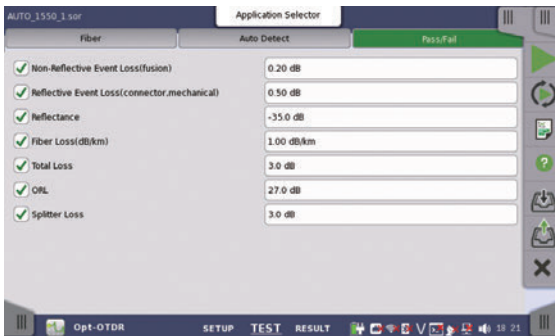 AUTO_1550_1.sor
Application Selector
Fiber
Auto Detect
Pass/Fail
Non-Reflective Event Loss(fusion) 0.20 dB
Reflective Event Loss(connector,mechanical) 0.50 dB
Reflectance -35.0 dB
Fiber Loss(dB/km) 1.00 dB/km
Total Loss 3.0 dB
ORL 27.0 dB
Splitter Loss 3.0 dB
Opt-OTDR SETUP TEST RESULT 18 21